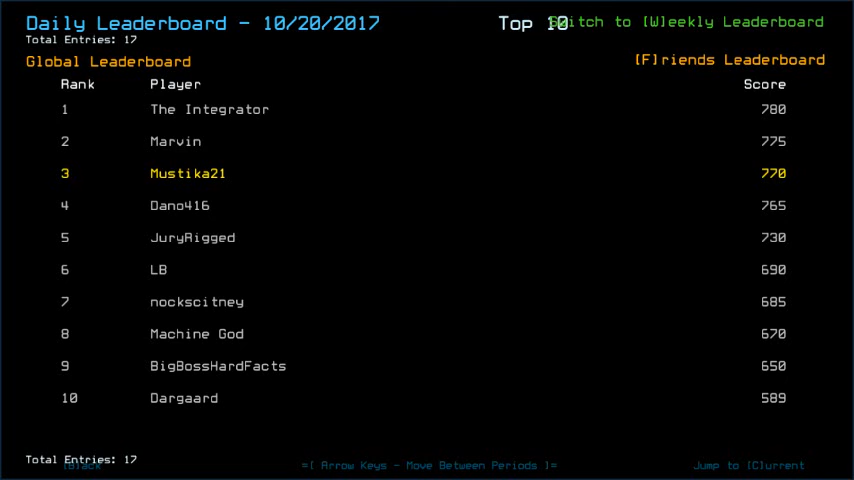 Daily Leaderboard - 10/20/2017 Top 10 Switch to [W]eekly Leaderboard
Total Entries: 17
Global Leaderboard [F]riends Leaderboard
Rank Player Score
1 The Integrator 780
2 Marvin 775
3 Mustika21 770
4 Dano416 765
5 JuryRigged 730
6 LB 690
7 nockscitney 685
8 Machine God 670
9 BigBossHardFacts 650
10 Dargaard 589
Total Entries: 17
[B]ack =[ Arrow Keys - Move Between Periods ]= Jump to [C]urrent